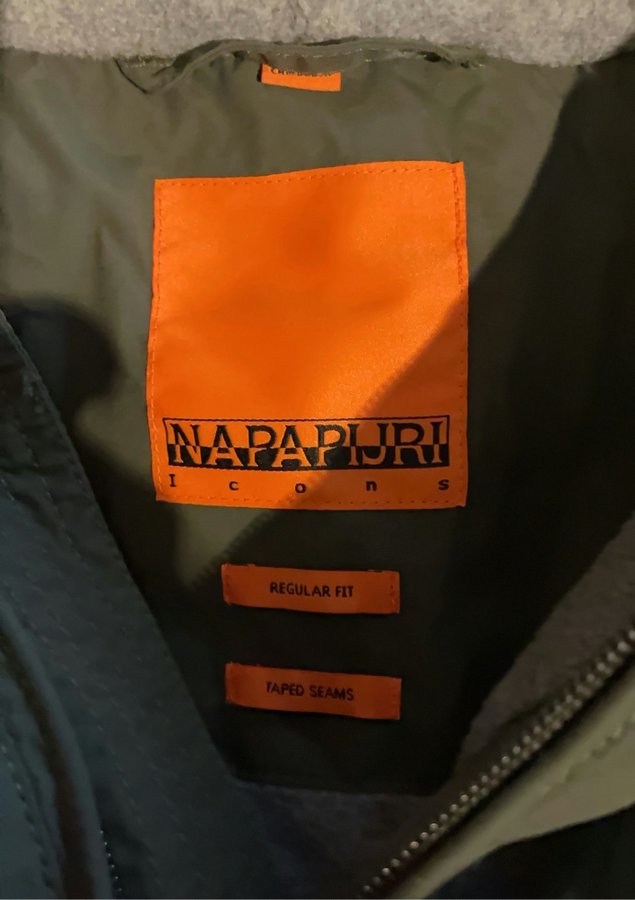 NAPAPIJRI
Icons
REGULAR FIT
TAPED SEAMS